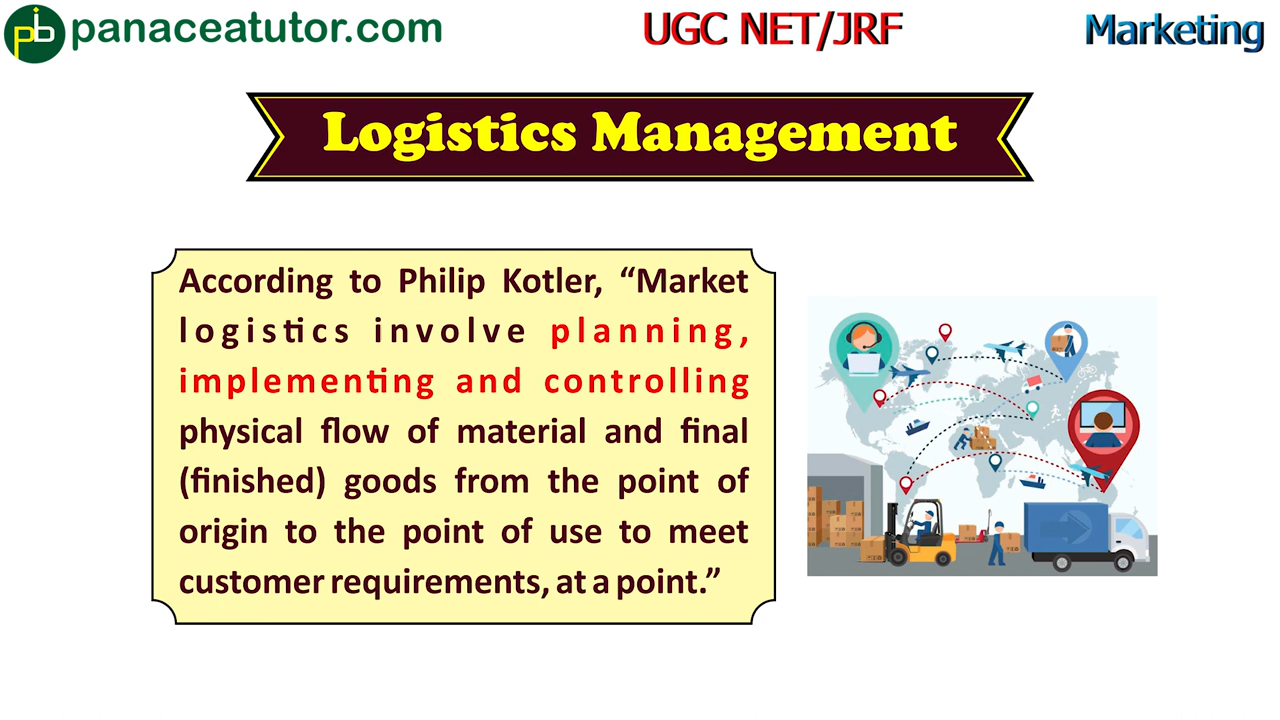 panaceatutor.com
UGC NET/JRF
Marketing
Logistics Management
According to Philip Kotler, “Market
logistics involve planning,
implementing and controlling
physical flow of material and final
(finished) goods from the point of
origin to the point of use to meet
customer requirements, at a point.”